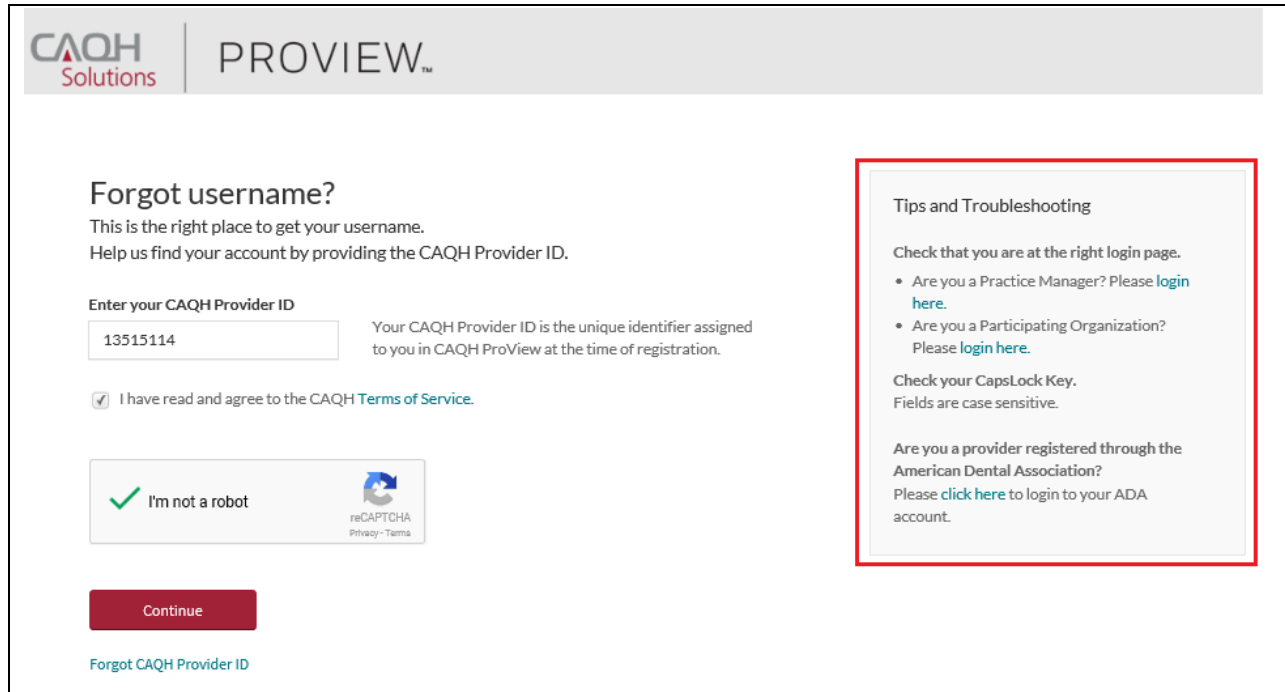 CAQH
Solutions
PROVIEW™
Forgot username?
This is the right place to get your username.
Help us find your account by providing the CAQH Provider ID.
Enter your CAQH Provider ID
13515114
Your CAQH Provider ID is the unique identifier assigned
to you in CAQH ProView at the time of registration.
I have read and agree to the CAQH Terms of Service.
I'm not a robot
reCAPTCHA
Privacy - Terms
Continue
Forgot CAQH Provider ID
Tips and Troubleshooting
Check that you are at the right login page.
• Are you a Practice Manager? Please login
here.
• Are you a Participating Organization?
Please login here.
Check your CapsLock Key.
Fields are case sensitive.
Are you a provider registered through the
American Dental Association?
Please click here to login to your ADA
account.